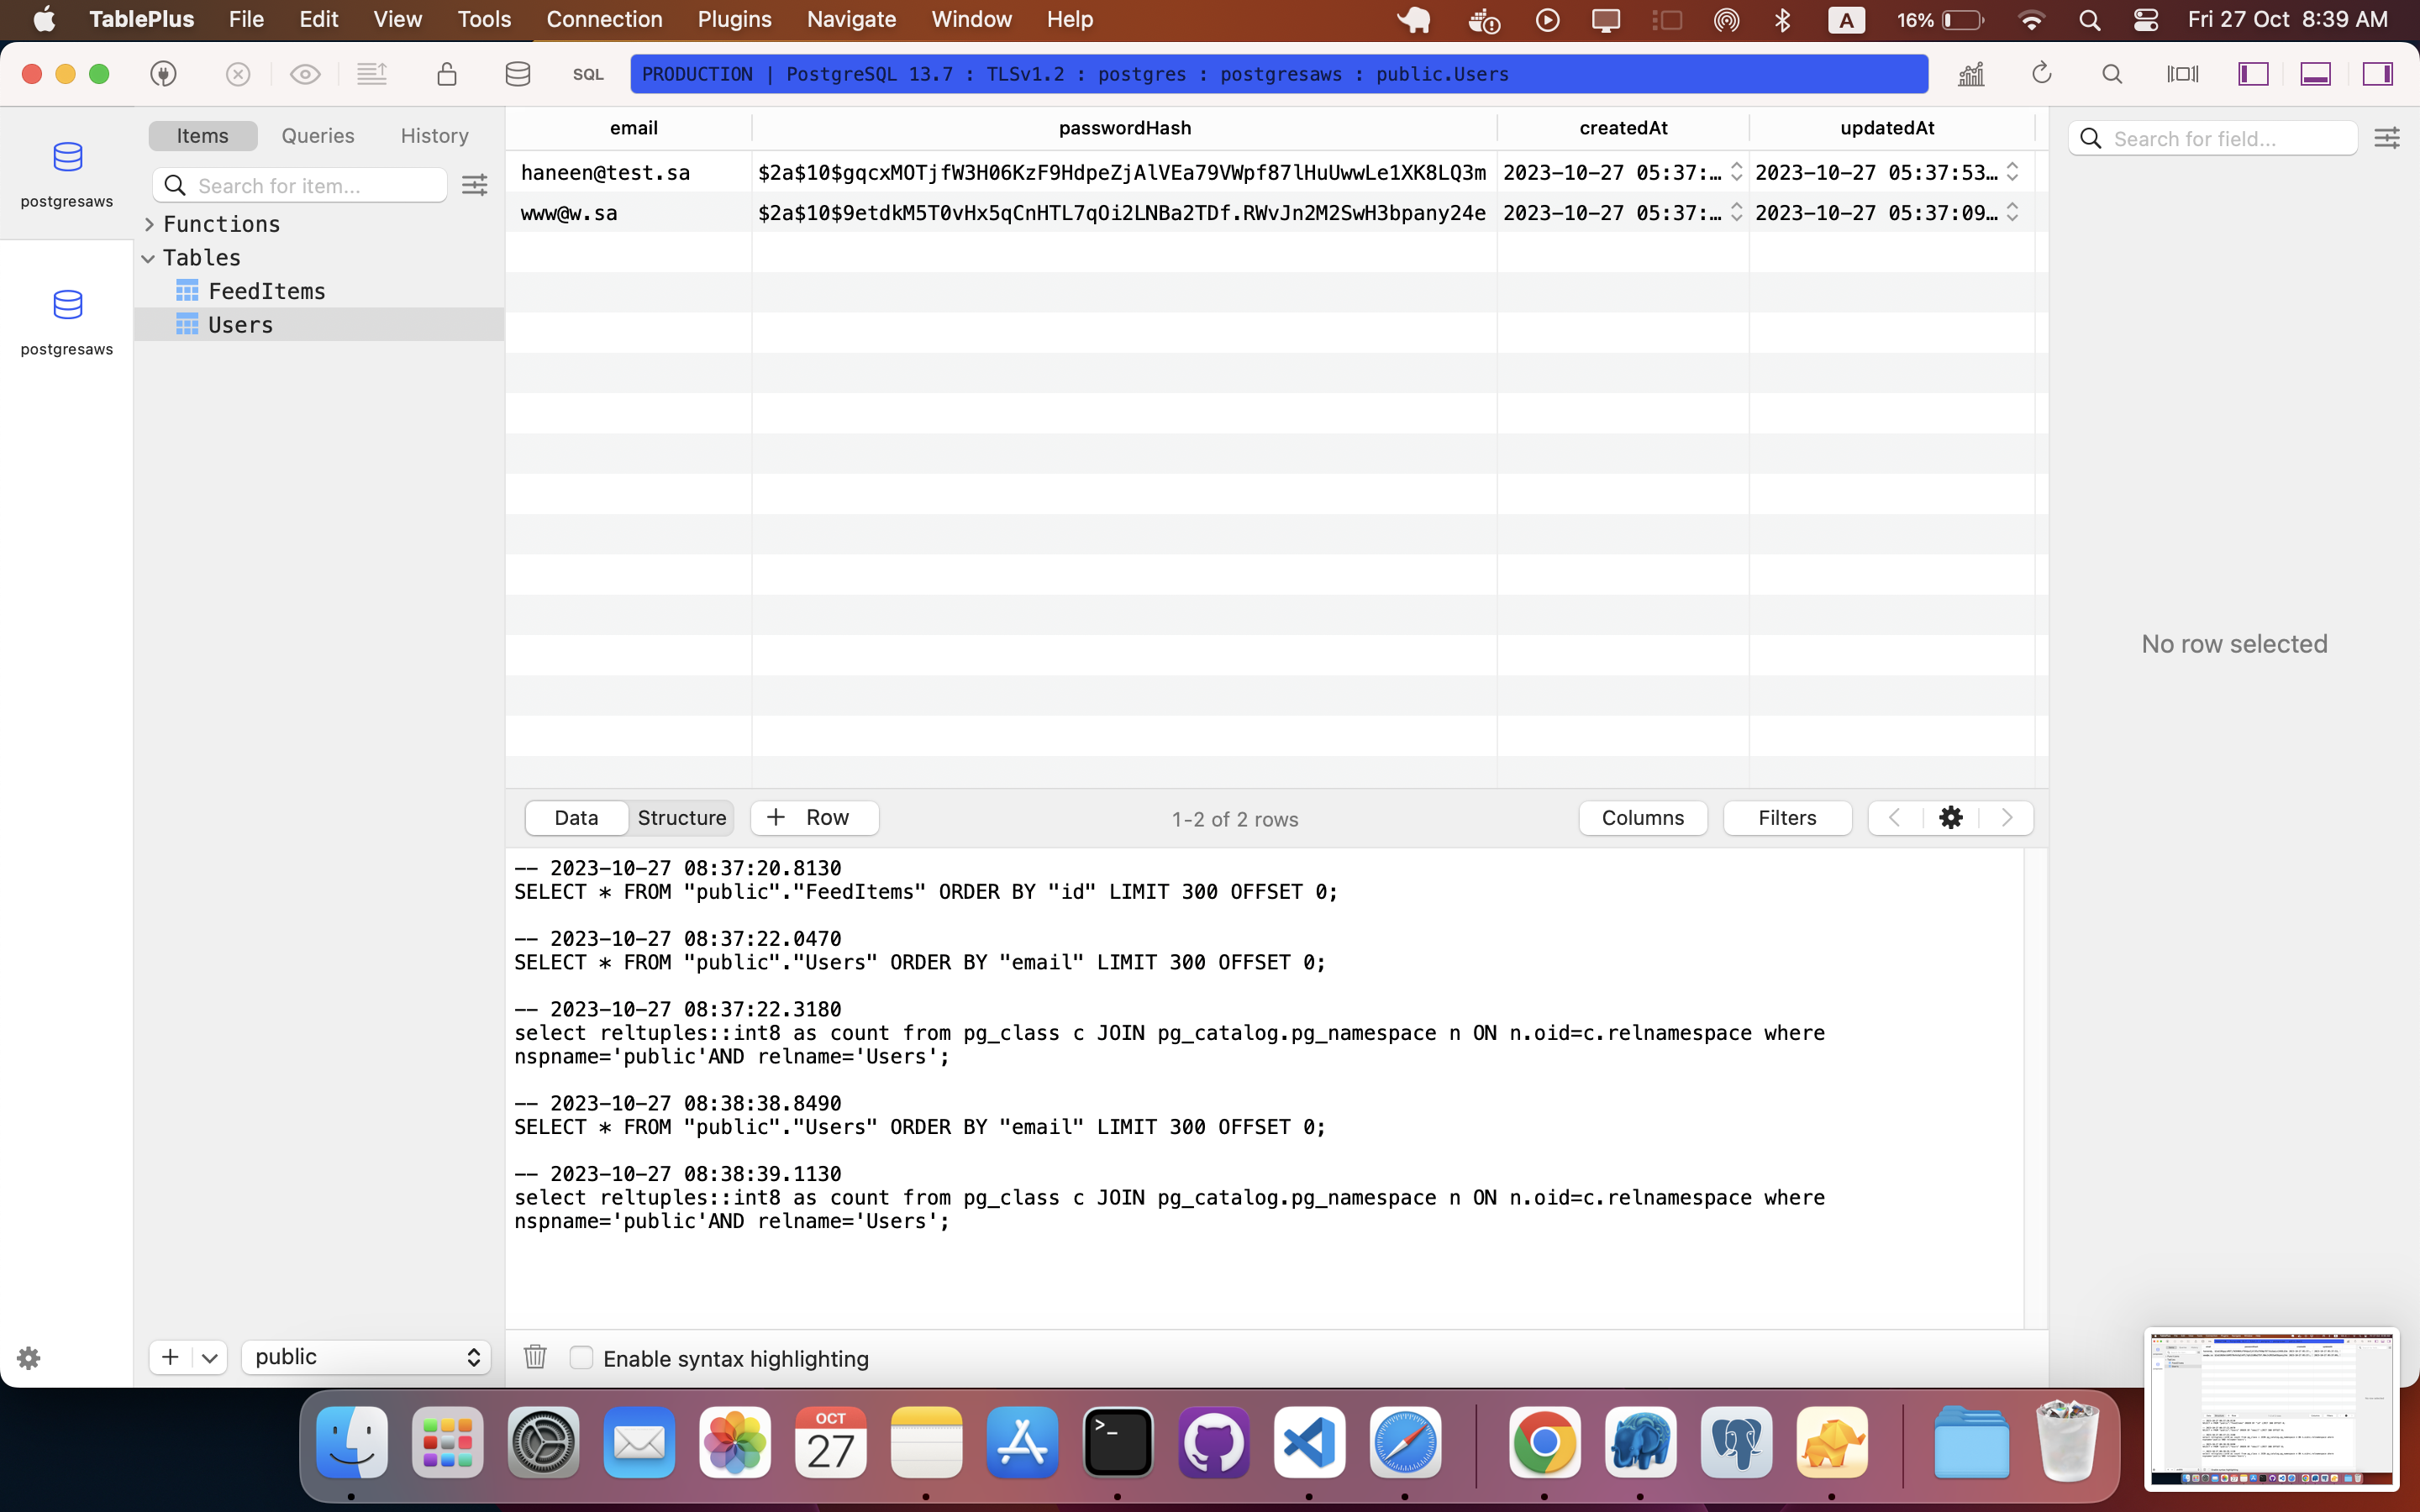 TablePlus File Edit View Tools Connection Plugins Navigate Window Help A 16% Fri 27 Oct 8:39 AM
SQL PRODUCTION | PostgreSQL 13.7 : TLSv1.2 : postgres : postgresaws : public.Users
postgresaws
postgresaws
Items Queries History
Search for item...
Functions
Tables
FeedItems
Users
email passwordHash createdAt updatedAt
haneen@test.sa $2a$10$gqcxMOTjfW3H06KzF9HdpeZjAlVEa79VWpf87lHuUwwLe1XK8LQ3m 2023-10-27 05:37:... 2023-10-27 05:37:53...
www@w.sa $2a$10$9etdkM5T0vHx5qCnHTL7qOi2LNBa2TDf.RWvJn2M2SwH3bpany24e 2023-10-27 05:37:... 2023-10-27 05:37:09...
Search for field...
No row selected
Data Structure + Row 1-2 of 2 rows Columns Filters
-- 2023-10-27 08:37:20.8130
SELECT * FROM "public"."FeedItems" ORDER BY "id" LIMIT 300 OFFSET 0;
-- 2023-10-27 08:37:22.0470
SELECT * FROM "public"."Users" ORDER BY "email" LIMIT 300 OFFSET 0;
-- 2023-10-27 08:37:22.3180
select reltuples::int8 as count from pg_class c JOIN pg_catalog.pg_namespace n ON n.oid=c.relnamespace where
nspname='public'AND relname='Users';
-- 2023-10-27 08:38:38.8490
SELECT * FROM "public"."Users" ORDER BY "email" LIMIT 300 OFFSET 0;
-- 2023-10-27 08:38:39.1130
select reltuples::int8 as count from pg_class c JOIN pg_catalog.pg_namespace n ON n.oid=c.relnamespace where
nspname='public'AND relname='Users';
public
Enable syntax highlighting
OCT
27